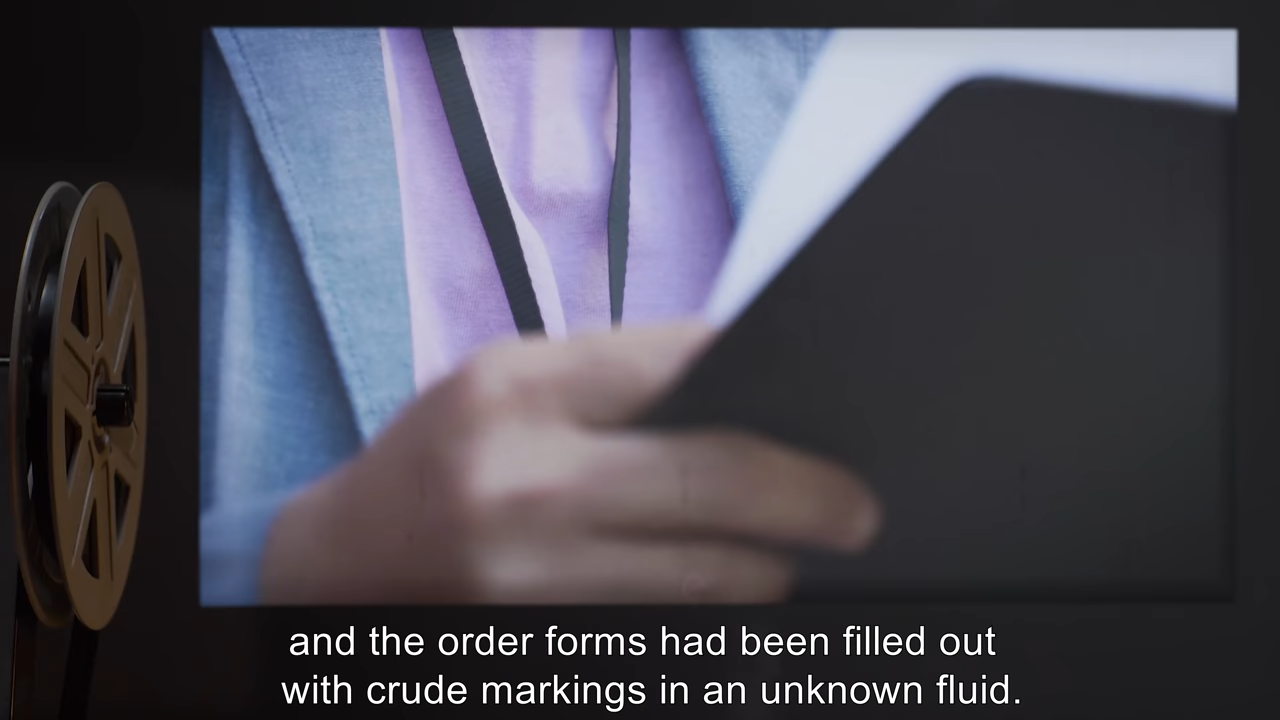 and the order forms had been filled out
with crude markings in an unknown fluid.